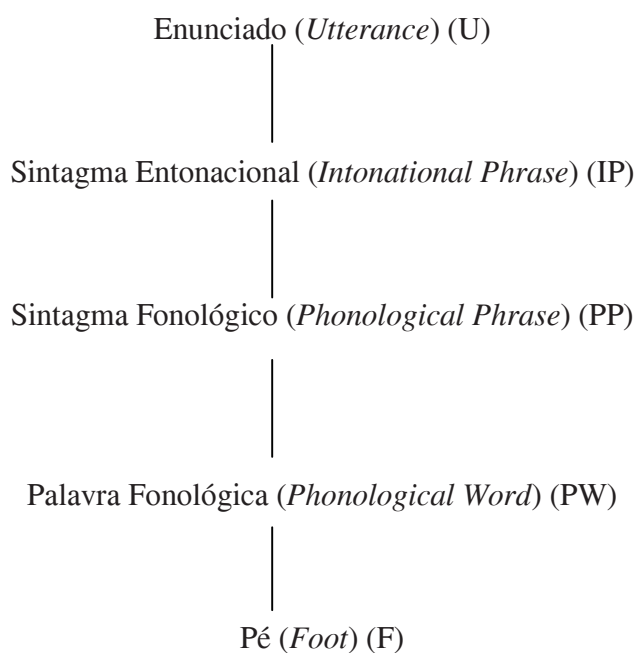 Enunciado (Utterance) (U)
Sintagma Entonacional (Intonational Phrase) (IP)
Sintagma Fonológico (Phonological Phrase) (PP)
Palavra Fonológica (Phonological Word) (PW)
Pé (Foot) (F)